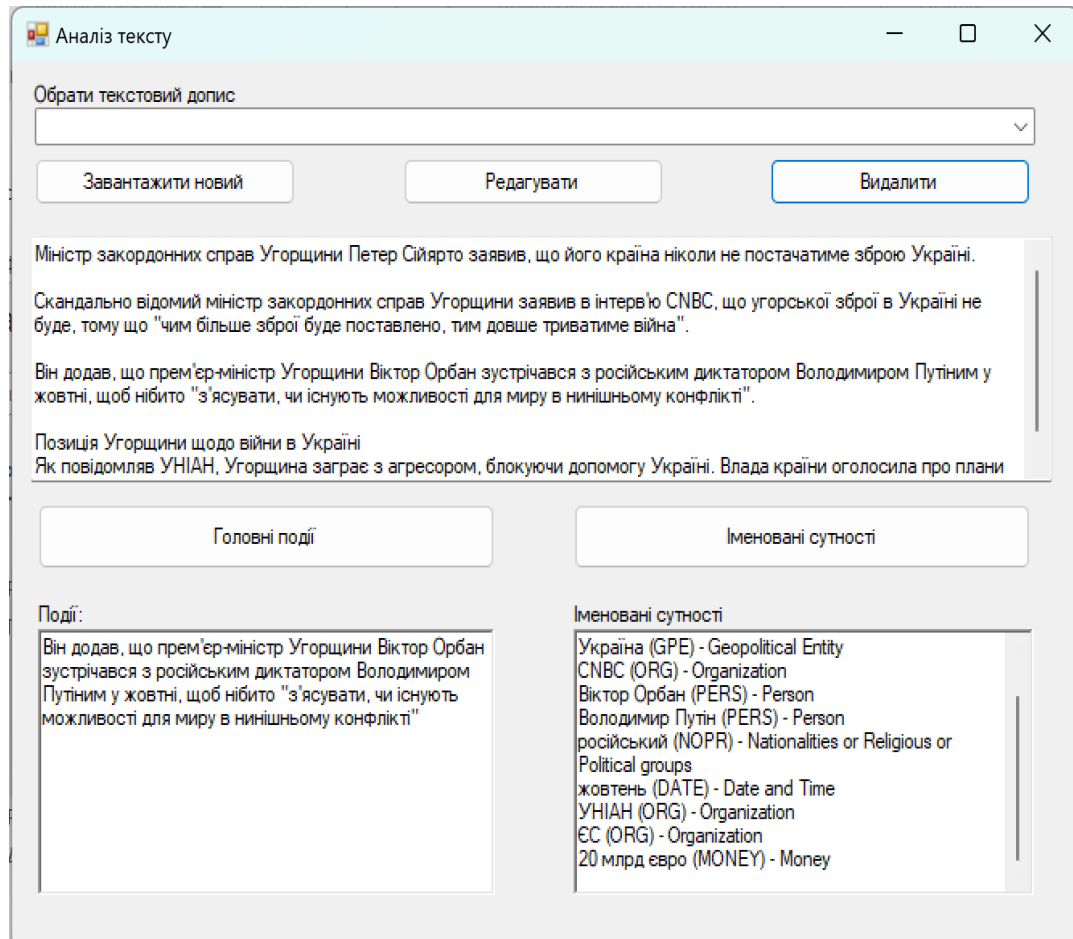 Аналіз тексту
Обрати текстовий допис
Завантажити новий
Редагувати
Видалити
Міністр закордонних справ Угорщини Петер Сійярто заявив, що його країна ніколи не постачатиме зброю Україні.
Скандально відомий міністр закордонних справ Угорщини заявив в інтерв'ю CNBC, що угорської зброї в Україні не
буде, тому що "чим більше зброї буде поставлено, тим довше триватиме війна".
Він додав, що прем'єр-міністр Угорщини Віктор Орбан зустрічався з російським диктатором Володимиром Путіним у
жовтні, щоб нібито "з'ясувати, чи існують можливості для миру в нинішньому конфлікті".
Позиція Угорщини щодо війни в Україні
Як повідомляв УНІАН, Угорщина заграє з агресором, блокуючи допомогу Україні. Влада країни оголосила про плани
Головні події
Іменовані сутності
Події:
Він додав, що прем'єр-міністр Угорщини Віктор Орбан
зустрічався з російським диктатором Володимиром
Путіним у жовтні, щоб нібито "з'ясувати, чи існують
можливості для миру в нинішньому конфлікті"
Іменовані сутності
Україна (GPE) - Geopolitical Entity
CNBC (ORG) - Organization
Віктор Орбан (PERS) - Person
Володимир Путін (PERS) - Person
російський (NOPR) - Nationalities or Religious or
Political groups
жовтень (DATE) - Date and Time
УНІАН (ORG) - Organization
ЄС (ORG) - Organization
20 млрд євро (MONEY) - Money